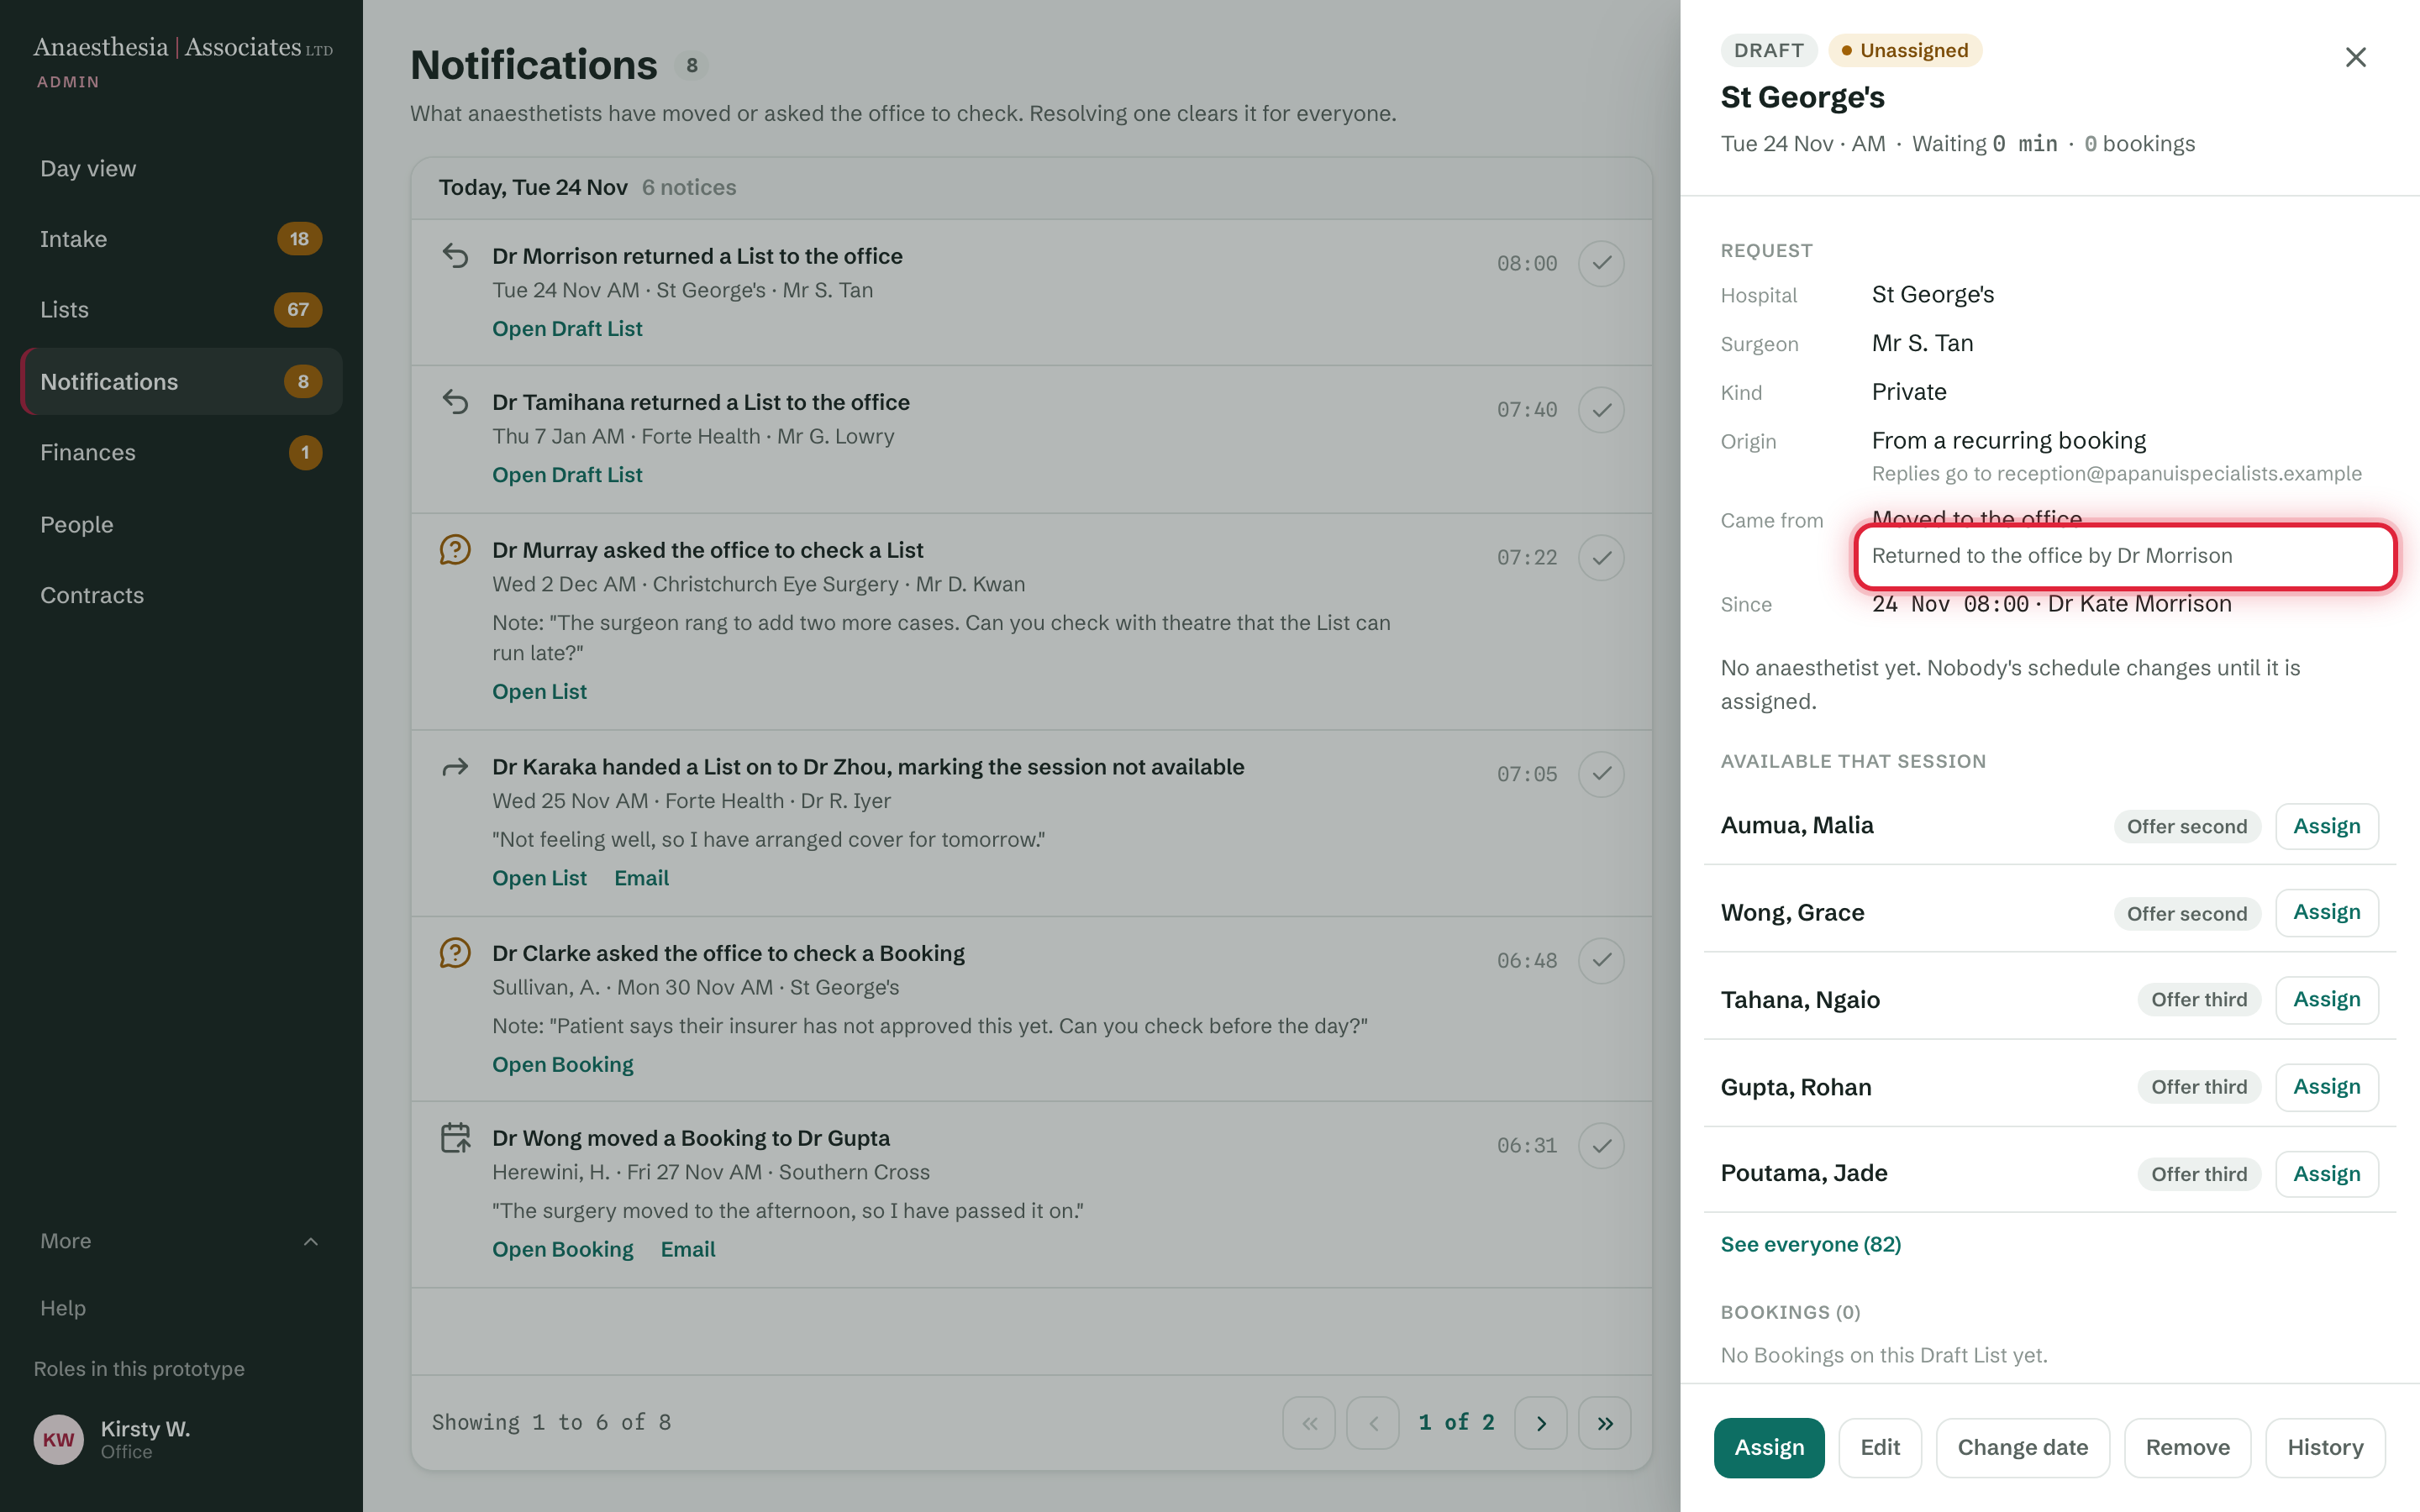 Anaesthesia | Associates LTD
ADMIN
Day view
Intake 18
Lists 67
Notifications 8
Finances 1
People
Contracts
More
Help
Roles in this prototype
KW
Kirsty W.
Office
Notifications 8
What anaesthetists have moved or asked the office to check. Resolving one clears it for everyone.
Today, Tue 24 Nov 6 notices
Dr Morrison returned a List to the office 08:00
Tue 24 Nov AM · St George's · Mr S. Tan
Open Draft List
Dr Tamihana returned a List to the office 07:40
Thu 7 Jan AM · Forte Health · Mr G. Lowry
Open Draft List
Dr Murray asked the office to check a List 07:22
Wed 2 Dec AM · Christchurch Eye Surgery · Mr D. Kwan
Note: "The surgeon rang to add two more cases. Can you check with theatre that the List can
run late?"
Open List
Dr Karaka handed a List on to Dr Zhou, marking the session not available 07:05
Wed 25 Nov AM · Forte Health · Dr R. Iyer
"Not feeling well, so I have arranged cover for tomorrow."
Open List Email
Dr Clarke asked the office to check a Booking 06:48
Sullivan, A. · Mon 30 Nov AM · St George's
Note: "Patient says their insurer has not approved this yet. Can you check before the day?"
Open Booking
Dr Wong moved a Booking to Dr Gupta 06:31
Herewini, H. · Fri 27 Nov AM · Southern Cross
"The surgery moved to the afternoon, so I have passed it on."
Open Booking Email
Showing 1 to 6 of 8
1 of 2
DRAFT Unassigned
St George's
Tue 24 Nov · AM · Waiting 0 min · 0 bookings
REQUEST
Hospital St George's
Surgeon Mr S. Tan
Kind Private
Origin From a recurring booking
Replies go to reception@papanuispecialists.example
Came from Moved to the office
Returned to the office by Dr Morrison
Since 24 Nov 08:00 · Dr Kate Morrison
No anaesthetist yet. Nobody's schedule changes until it is
assigned.
AVAILABLE THAT SESSION
Aumua, Malia Offer second Assign
Wong, Grace Offer second Assign
Tahana, Ngaio Offer third Assign
Gupta, Rohan Offer third Assign
Poutama, Jade Offer third Assign
See everyone (82)
BOOKINGS (0)
No Bookings on this Draft List yet.
Assign Edit Change date Remove History